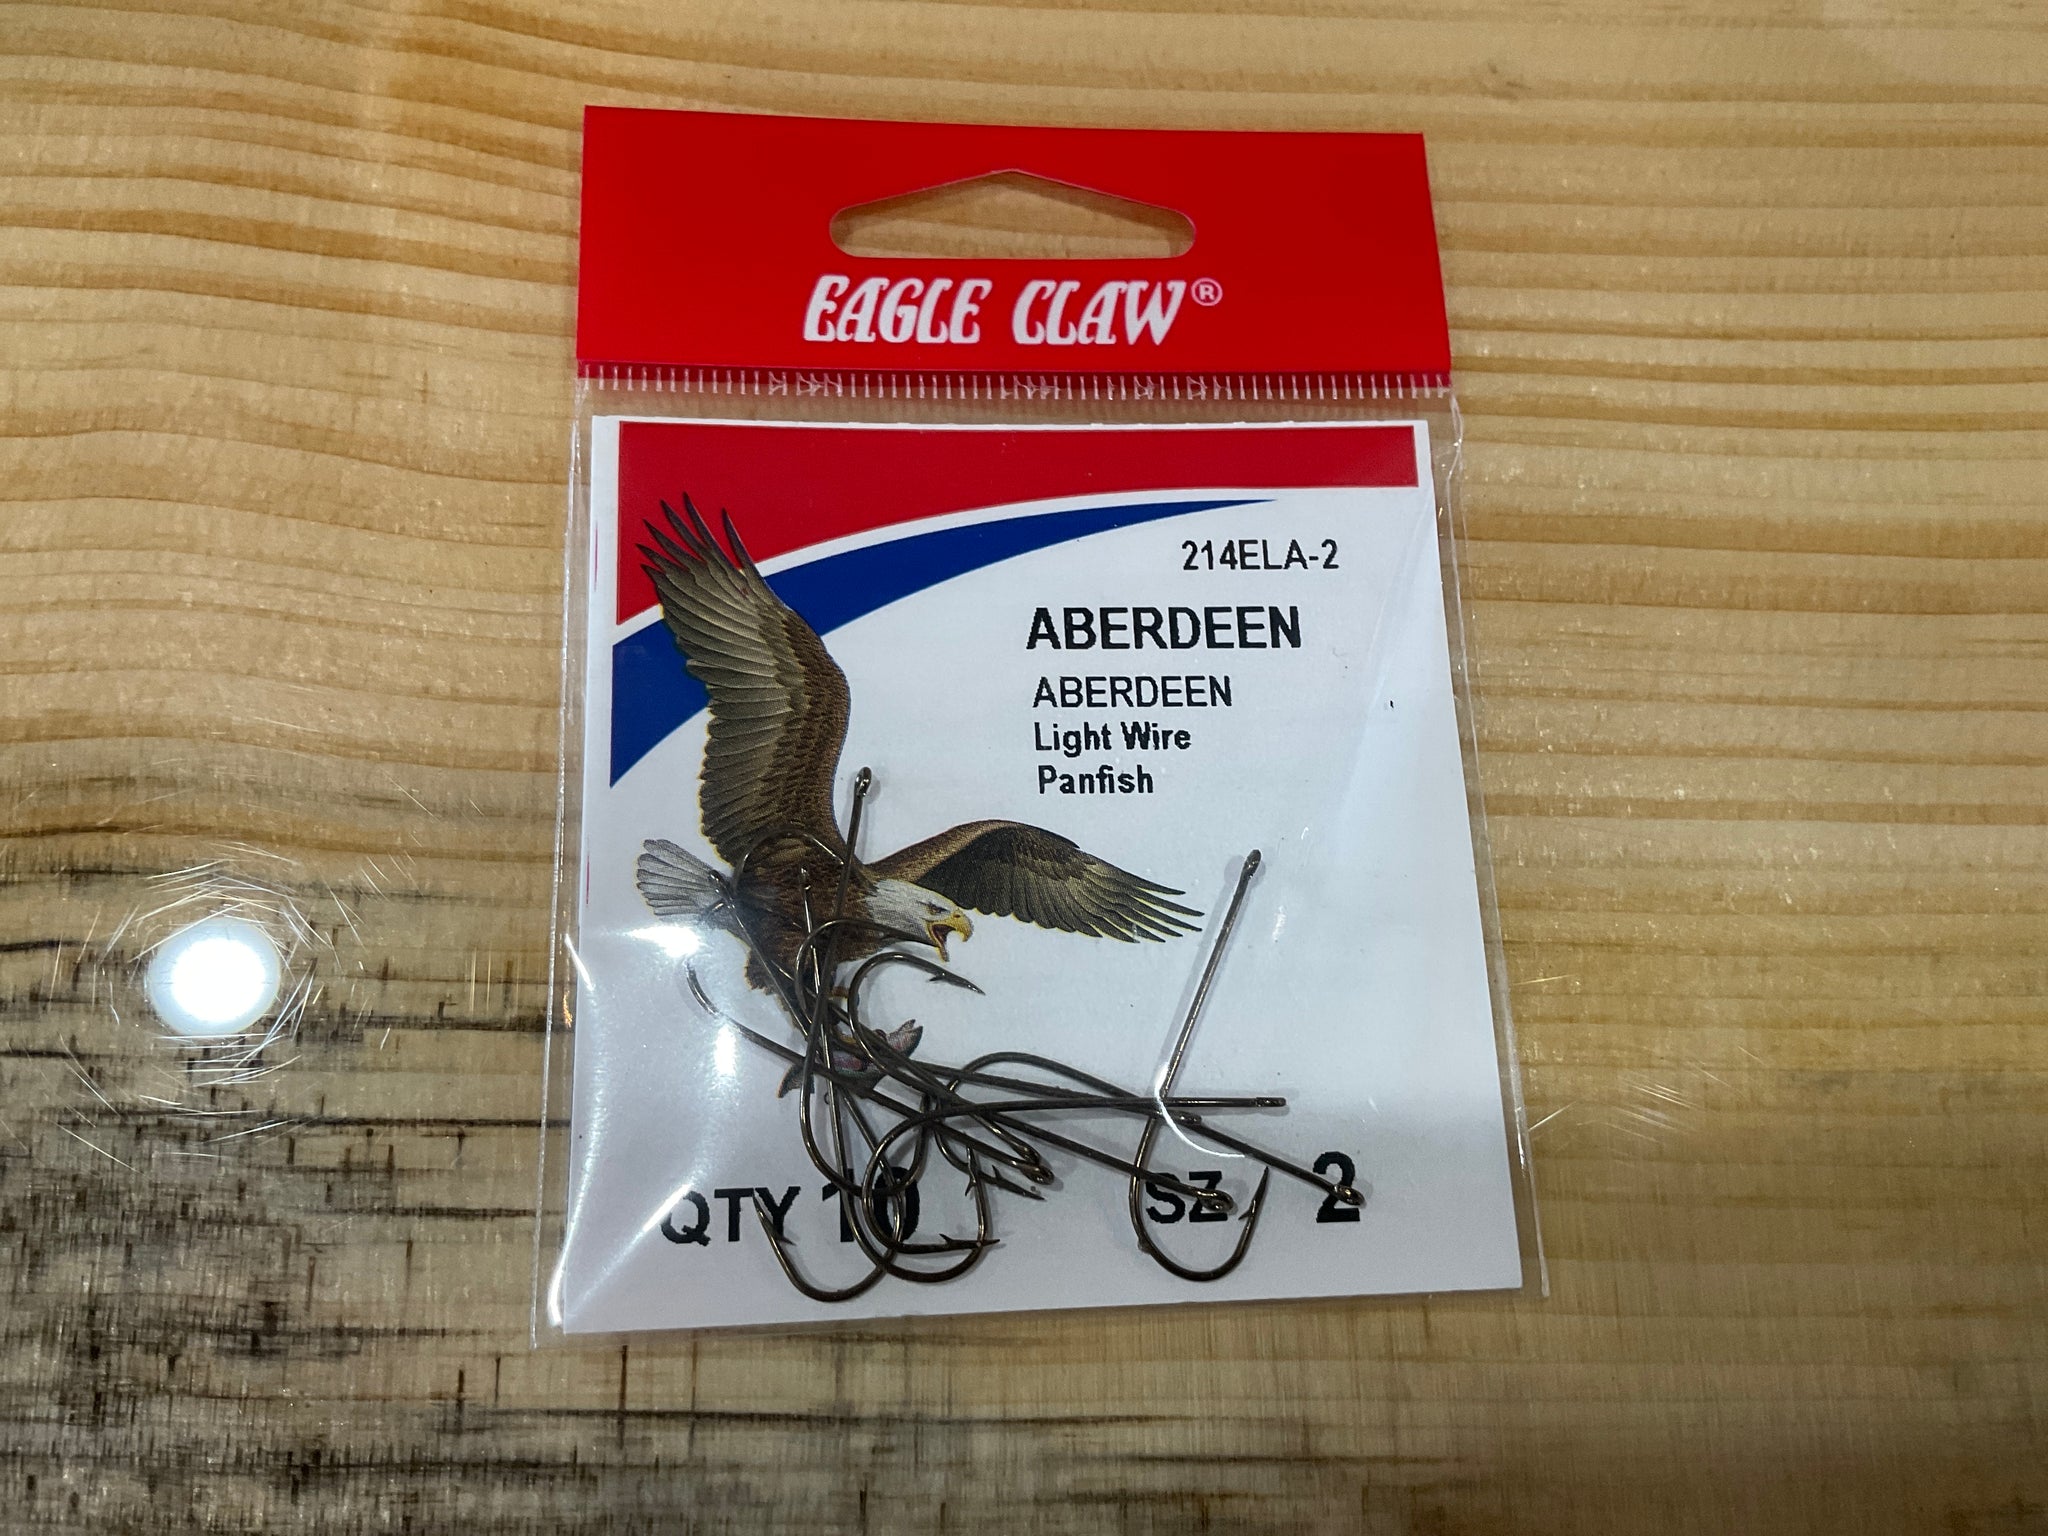 EAGLE CLAW®
214ELA-2
ABERDEEN
ABERDEEN
Light Wire
Panfish
QTY 10 SZ 2